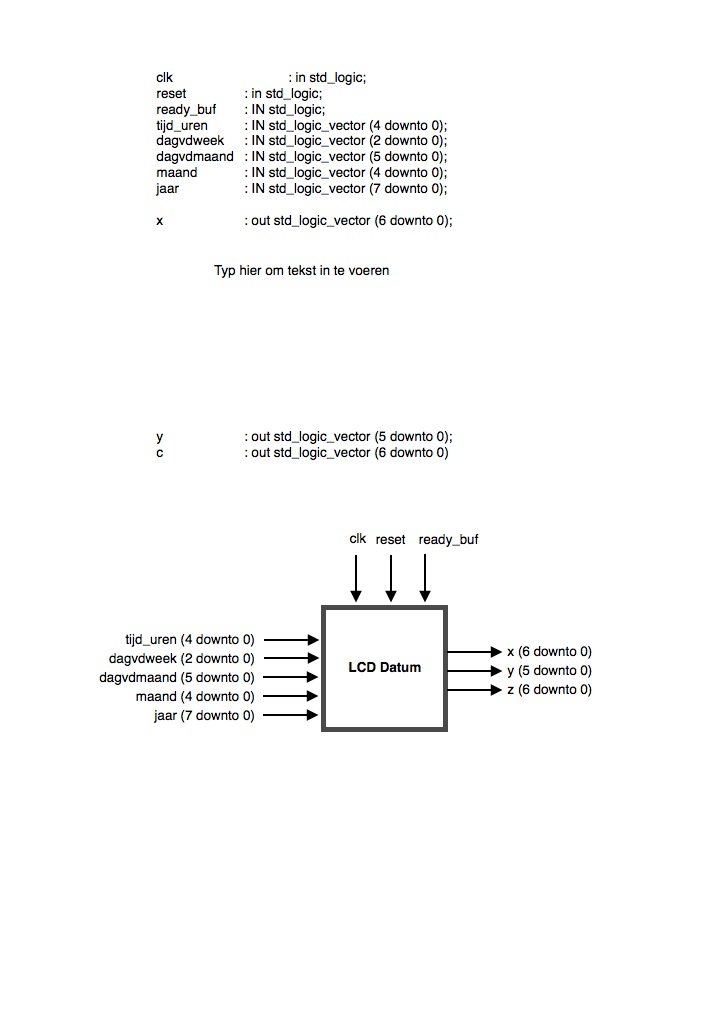 clk : in std_logic;
reset : in std_logic;
ready_buf : IN std_logic;
tijd_uren : IN std_logic_vector (4 downto 0);
dagvdweek : IN std_logic_vector (2 downto 0);
dagvdmaand : IN std_logic_vector (5 downto 0);
maand : IN std_logic_vector (4 downto 0);
jaar : IN std_logic_vector (7 downto 0);
x : out std_logic_vector (6 downto 0);
Typ hier om tekst in te voeren
y : out std_logic_vector (5 downto 0);
c : out std_logic_vector (6 downto 0)
clk reset ready_buf
tijd_uren (4 downto 0)
dagvdweek (2 downto 0)
dagvdmaand (5 downto 0)
maand (4 downto 0)
jaar (7 downto 0)
LCD Datum
x (6 downto 0)
y (5 downto 0)
z (6 downto 0)